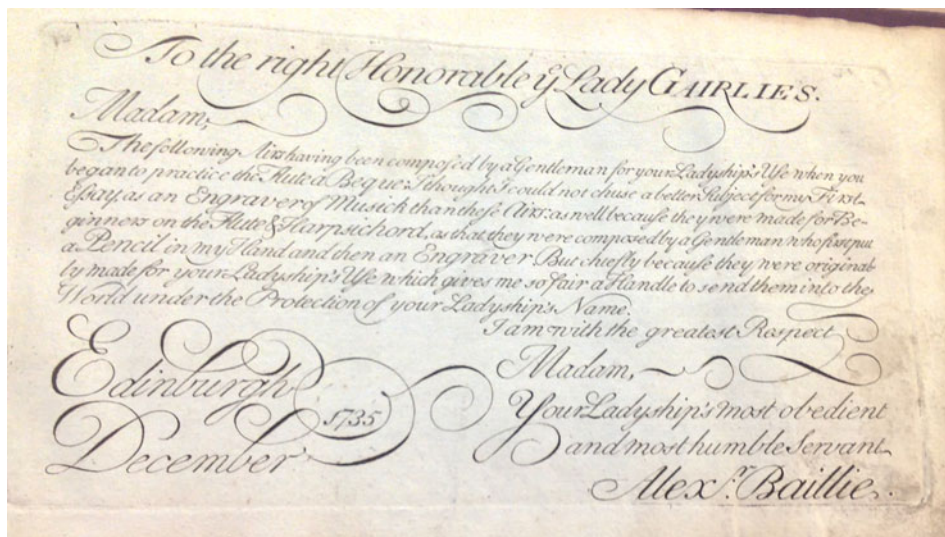 To the right Honorable yͤ Lady GAIRLIES.
Madam,
The following Airs having been composed by a Gentleman for your Ladyship's Use when you
began to practice the Flute a Beque: I thought I could not chuse a better Subject for my First
Essay, as an Engraver of Musick than these Airs: as well because they were made for Be-
ginners on the Flute & Harpsichord, as that they were composed by a Gentleman who first put
a Pencil in my Hand and then an Engraver. But chiefly because they were original-
ly made for your Ladyship's Use which gives me so fair a Handle to send them into the
World under the Protection of your Ladyship's Name.
I am with the greatest Respect
Madam,
Your Ladyship's most obedient
and most humble Servant
Alexʳ. Baillie.
Edinburgh
December 1735